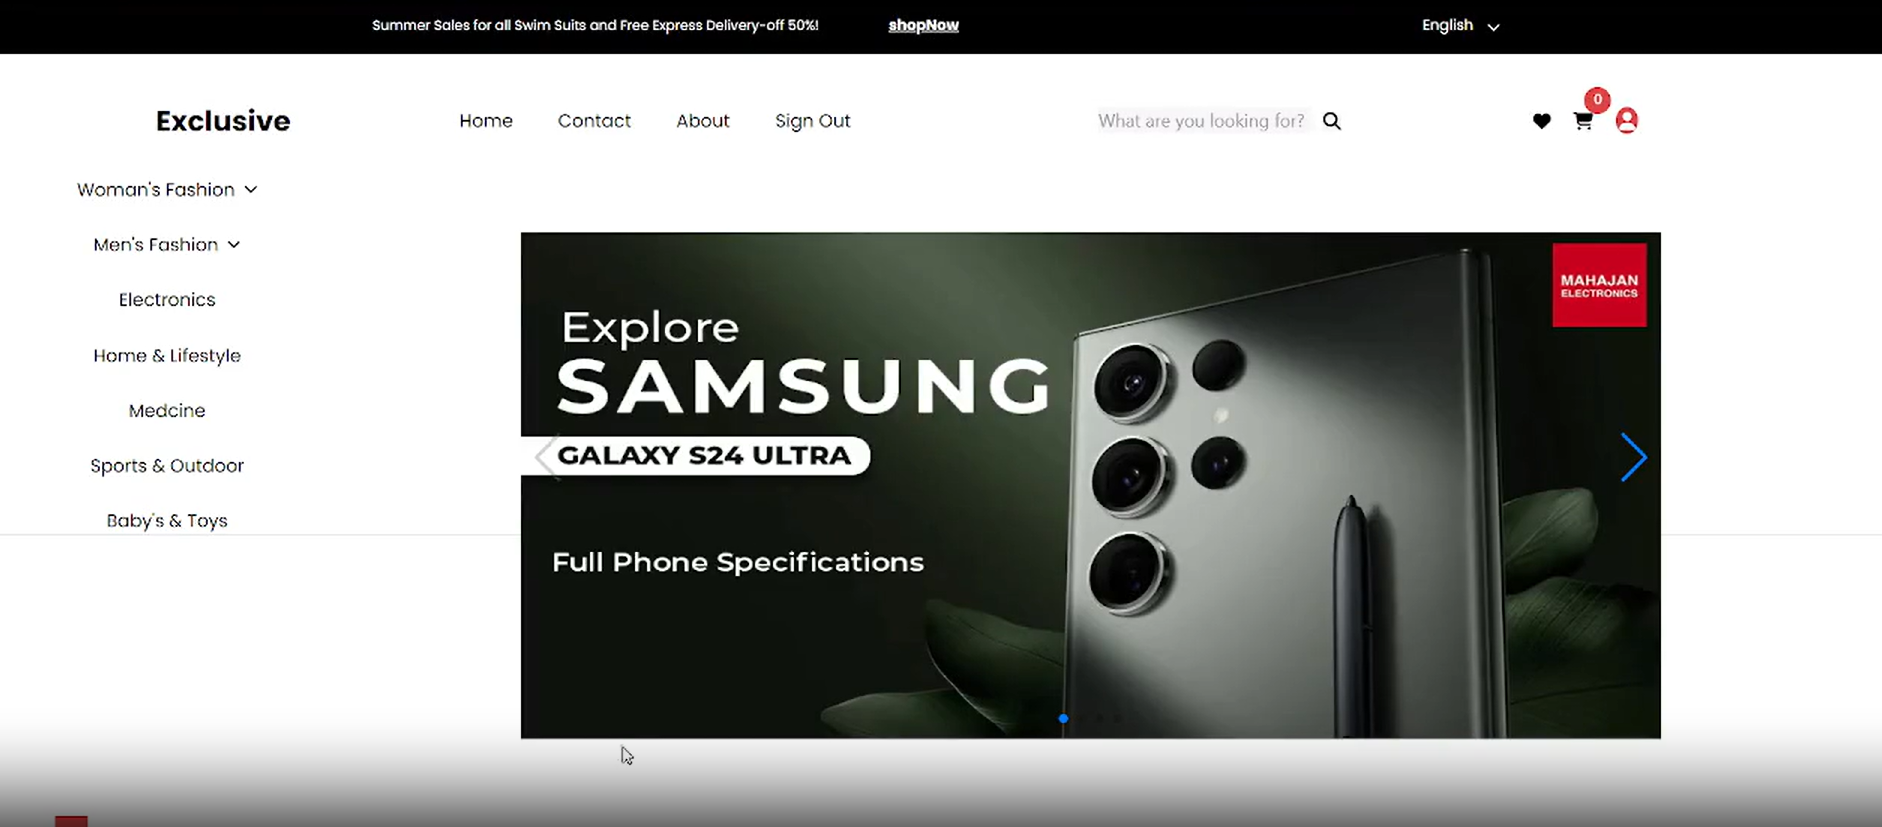 Summer Sales for all Swim Suits and Free Express Delivery-off 50%! shopNow English
Exclusive Home Contact About Sign Out What are you looking for? 0
Woman's Fashion
Men's Fashion
Electronics
Home & Lifestyle
Medcine
Sports & Outdoor
Baby's & Toys
MAHAJAN
ELECTRONICS
Explore
SAMSUNG
GALAXY S24 ULTRA
Full Phone Specifications